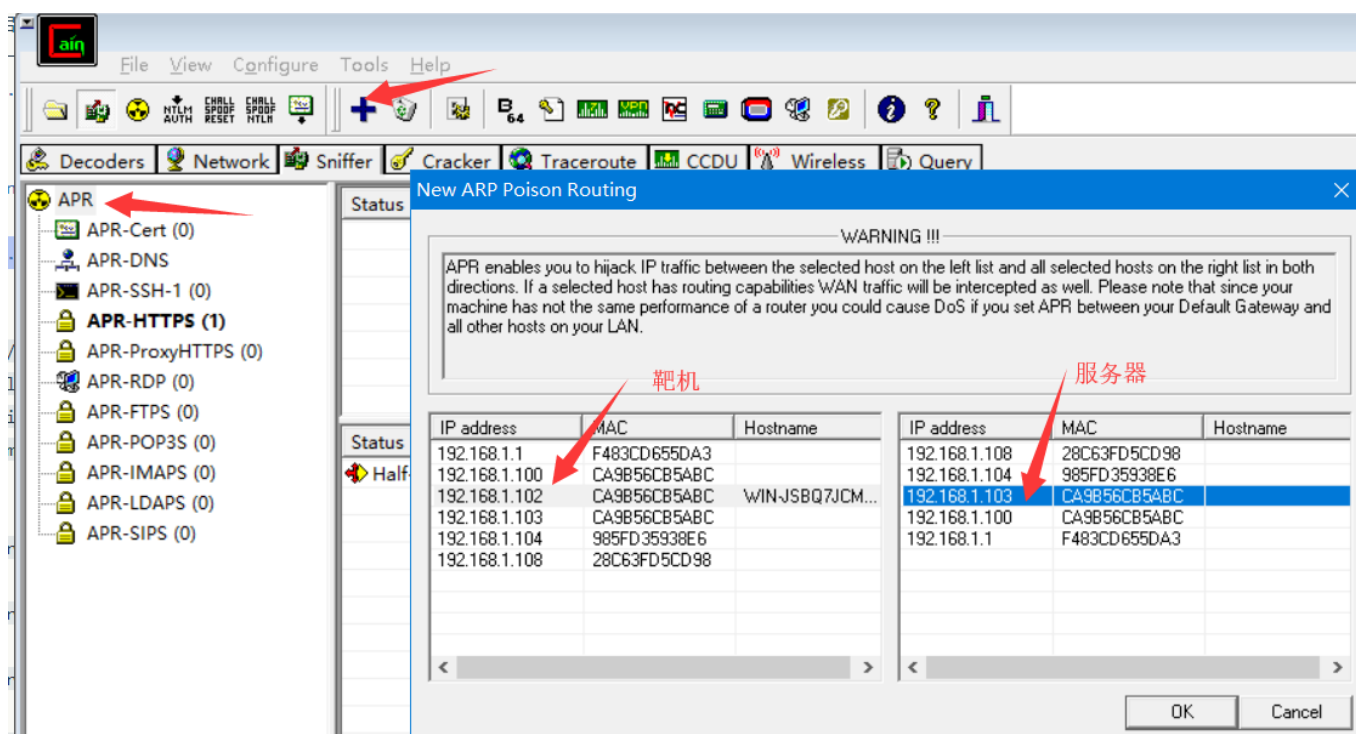 Cain
File View Configure Tools Help
NTLM AUTH CHALL SPOOF RESET CHALL SPOOF NTLM B64
Decoders Network Sniffer Cracker Traceroute CCDU Wireless Query
APR
APR-Cert (0)
APR-DNS
APR-SSH-1 (0)
APR-HTTPS (1)
APR-ProxyHTTPS (0)
APR-RDP (0)
APR-FTPS (0)
APR-POP3S (0)
APR-IMAPS (0)
APR-LDAPS (0)
APR-SIPS (0)
Status
Status
Half-
New ARP Poison Routing
WARNING !!!
APR enables you to hijack IP traffic between the selected host on the left list and all selected hosts on the right list in both
directions. If a selected host has routing capabilities WAN traffic will be intercepted as well. Please note that since your
machine has not the same performance of a router you could cause DoS if you set APR between your Default Gateway and
all other hosts on your LAN.
靶机
服务器
IP address MAC Hostname
192.168.1.1 F483CD655DA3
192.168.1.100 CA9B56CB5ABC
192.168.1.102 CA9B56CB5ABC WIN-JSBQ7JCM...
192.168.1.103 CA9B56CB5ABC
192.168.1.104 985FD35938E6
192.168.1.108 28C63FD5CD98
IP address MAC Hostname
192.168.1.108 28C63FD5CD98
192.168.1.104 985FD35938E6
192.168.1.103 CA9B56CB5ABC
192.168.1.100 CA9B56CB5ABC
192.168.1.1 F483CD655DA3
OK Cancel